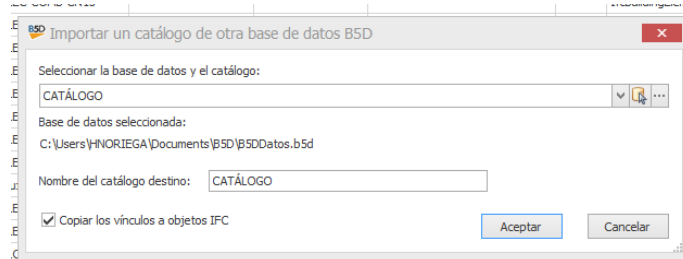 B5D Importar un catálogo de otra base de datos B5D
Seleccionar la base de datos y el catálogo:
CATÁLOGO
Base de datos seleccionada:
C:\Users\HNORIEGA\Documents\B5D\B5DDatos.b5d
Nombre del catálogo destino: CATÁLOGO
Copiar los vínculos a objetos IFC
Aceptar Cancelar